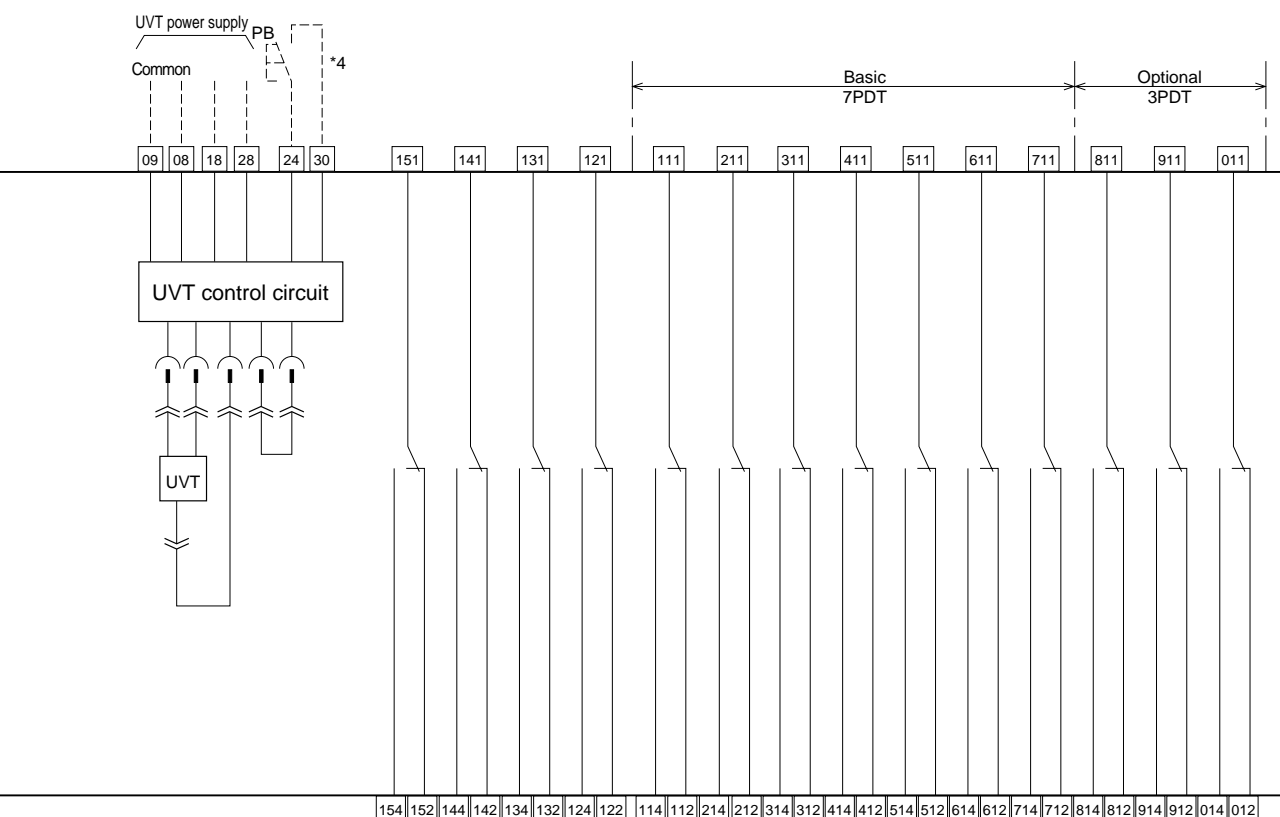 UVT power supply
PB
Common
*4
Basic
7PDT
Optional
3PDT
09 08 18 28 24 30 151 141 131 121 111 211 311 411 511 611 711 811 911 011
UVT control circuit
UVT
154 152 144 142 134 132 124 122 114 112 214 212 314 312 414 412 514 512 614 612 714 712 814 812 914 912 014 012